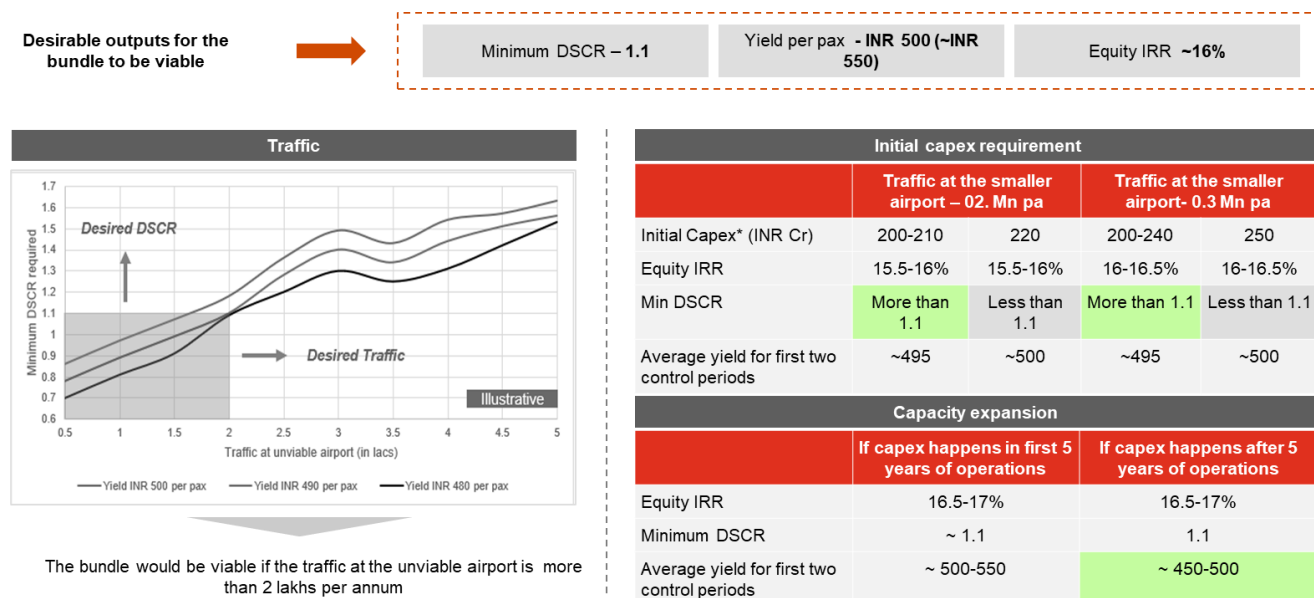 Desirable outputs for the
bundle to be viable
Minimum DSCR – 1.1
Yield per pax - INR 500 (~INR
550)
Equity IRR ~16%
Traffic
1.7
1.6
1.5
1.4
1.3
1.2
1.1
1
0.9
0.8
0.7
0.6
Minimum DSCR required
Desired DSCR
Desired Traffic
Illustrative
0.5 1 1.5 2 2.5 3 3.5 4 4.5 5
Traffic at unviable airport (in lacs)
Yield INR 500 per pax Yield INR 490 per pax Yield INR 480 per pax
The bundle would be viable if the traffic at the unviable airport is more
than 2 lakhs per annum
Initial capex requirement
Traffic at the smaller
airport – 02. Mn pa
Traffic at the smaller
airport- 0.3 Mn pa
Initial Capex* (INR Cr) 200-210 220 200-240 250
Equity IRR 15.5-16% 15.5-16% 16-16.5% 16-16.5%
Min DSCR More than
1.1
Less than
1.1
More than 1.1 Less than 1.1
Average yield for first two
control periods
~495 ~500 ~495 ~500
Capacity expansion
If capex happens in first 5
years of operations
If capex happens after 5
years of operations
Equity IRR 16.5-17% 16.5-17%
Minimum DSCR ~ 1.1 1.1
Average yield for first two
control periods
~ 500-550 ~ 450-500